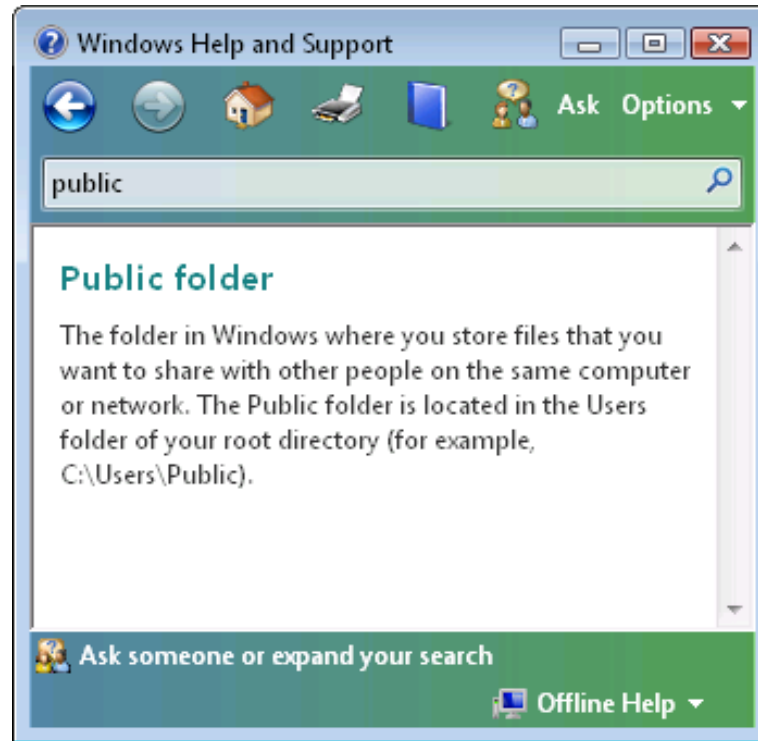 Windows Help and Support
Ask Options
public
Public folder
The folder in Windows where you store files that you
want to share with other people on the same computer
or network. The Public folder is located in the Users
folder of your root directory (for example,
C:\Users\Public).
Ask someone or expand your search
Offline Help